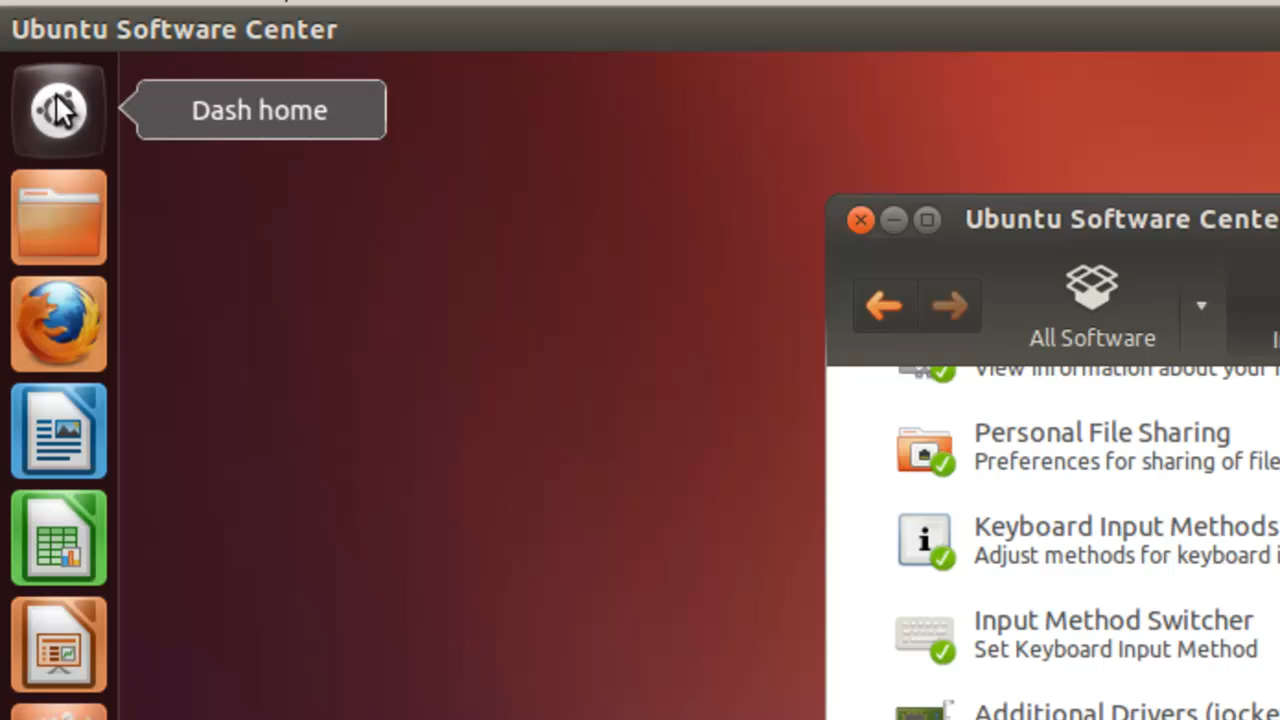 Ubuntu Software Center
Dash home
Ubuntu Software Cente
All Software
View information about your
Personal File Sharing
Preferences for sharing of file
Keyboard Input Methods
Adjust methods for keyboard i
Input Method Switcher
Set Keyboard Input Method
Additional Drivers (jocke